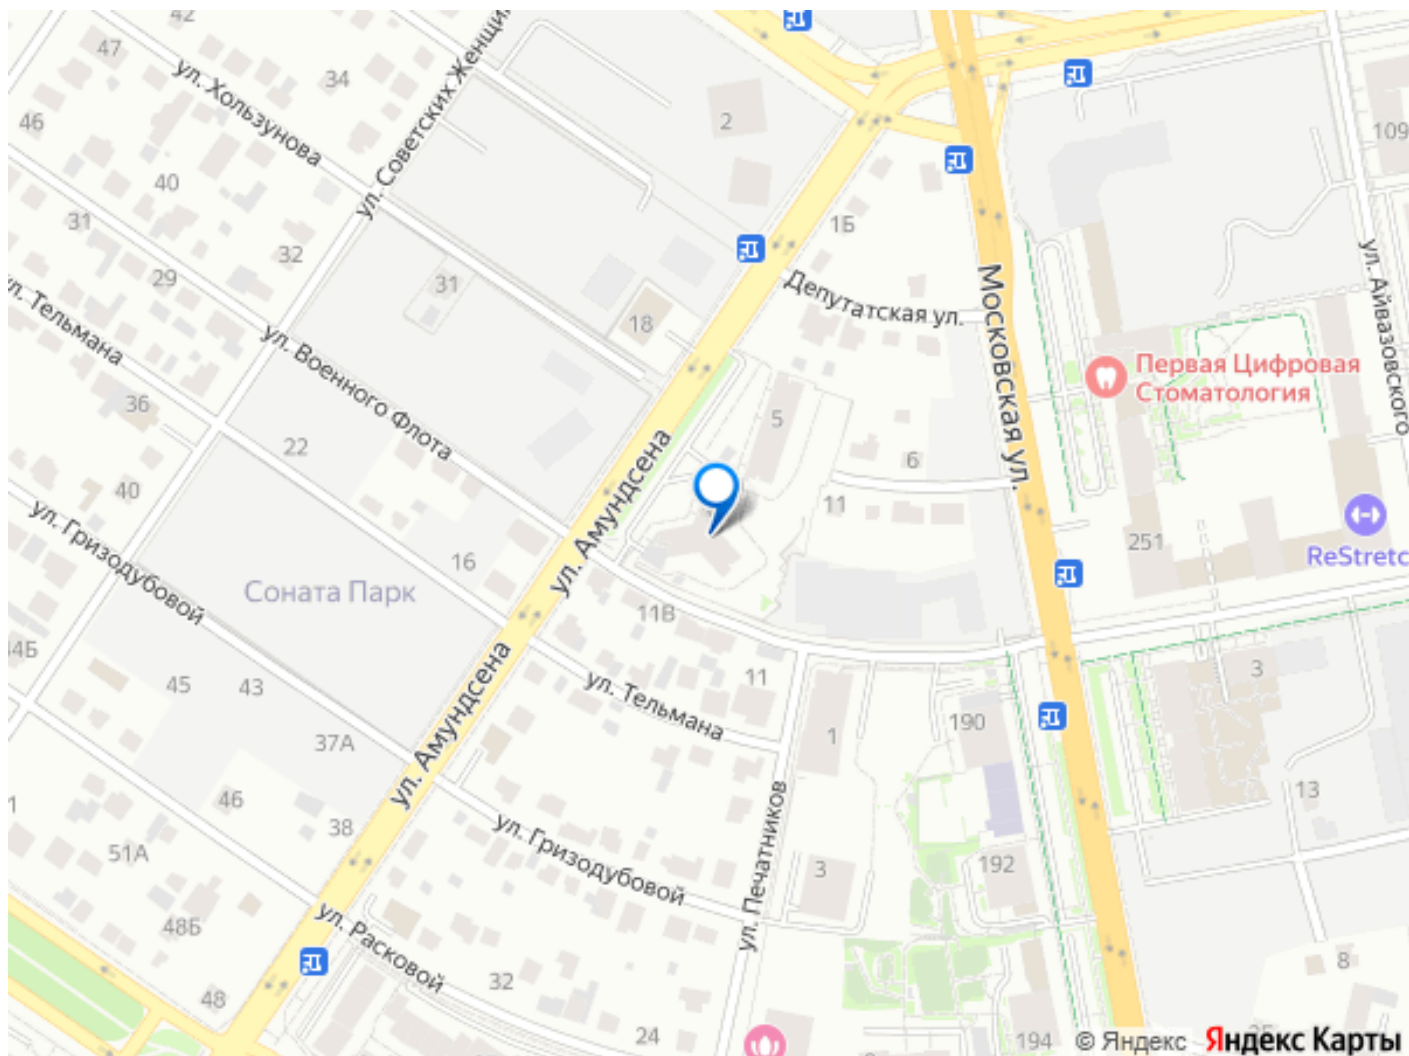 42
47
34
ул. Хользунова
ул. Советских Женщин
46
2
109
40
31
1Б
32
29
31
ул. Айвазовского
Депутатская ул.
Московская ул.
ул. Тельмана
18
ул. Военного Флота
Первая Цифровая
Стоматология
36
5
22
6
40
ул. Амундсена
11
ул. Гризодубовой
251
16
ReStretc
Соната Парк
11В
44Б
45
43
11
3
ул. Амундсена
ул. Тельмана
190
37А
1
13
46
38
ул. Печатников
51А
ул. Гризодубовой
3
192
48Б
ул. Расковой
8
32
48
24
194
© Яндекс Яндекс Карты